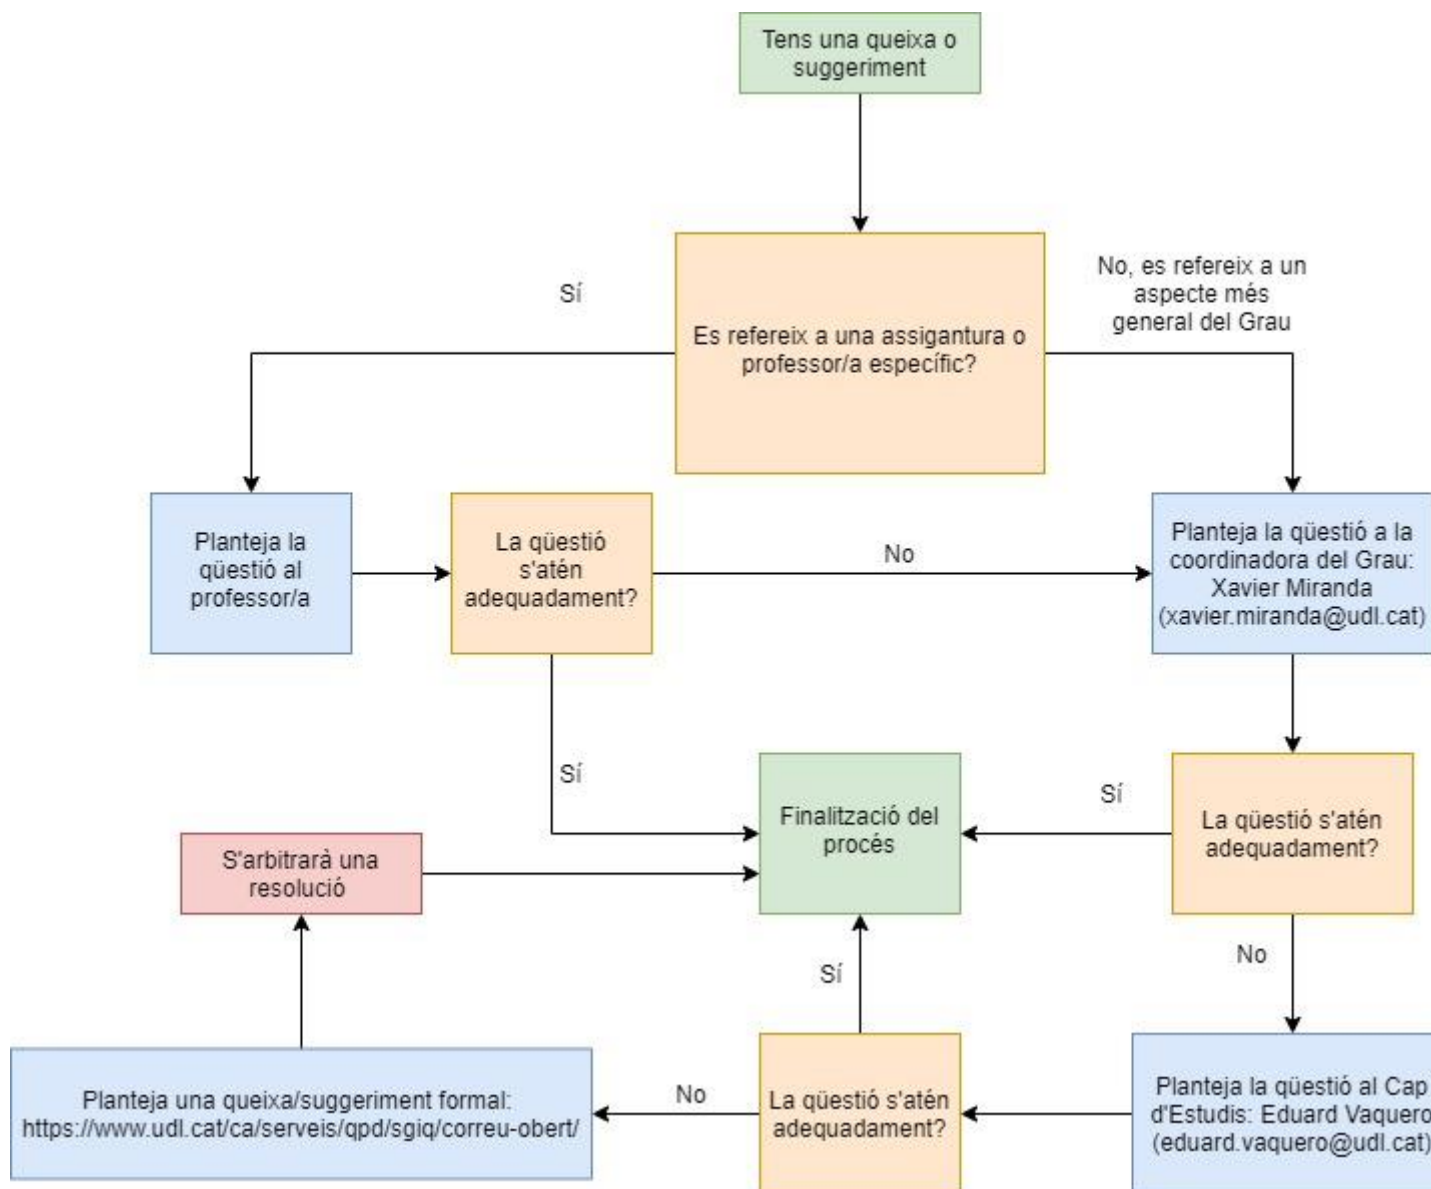 Tens una queixa o
suggeriment
Sí
No, es refereix a un
aspecte més
general del Grau
Es refereix a una assigantura o
professor/a específic?
Planteja la
qüestió al
professor/a
La qüestió
s'atén
adequadament?
No
Planteja la qüestió a la
coordinadora del Grau:
Xavier Miranda
(xavier.miranda@udl.cat)
Sí
Finalització del
procés
Sí
La qüestió s'atén
adequadament?
S'arbitrarà una
resolució
No
Sí
Planteja una queixa/suggeriment formal:
https://www.udl.cat/ca/serveis/qpd/sgiq/correu-obert/
No
La qüestió s'atén
adequadament?
Planteja la qüestió al Cap
d'Estudis: Eduard Vaquero
(eduard.vaquero@udl.cat)